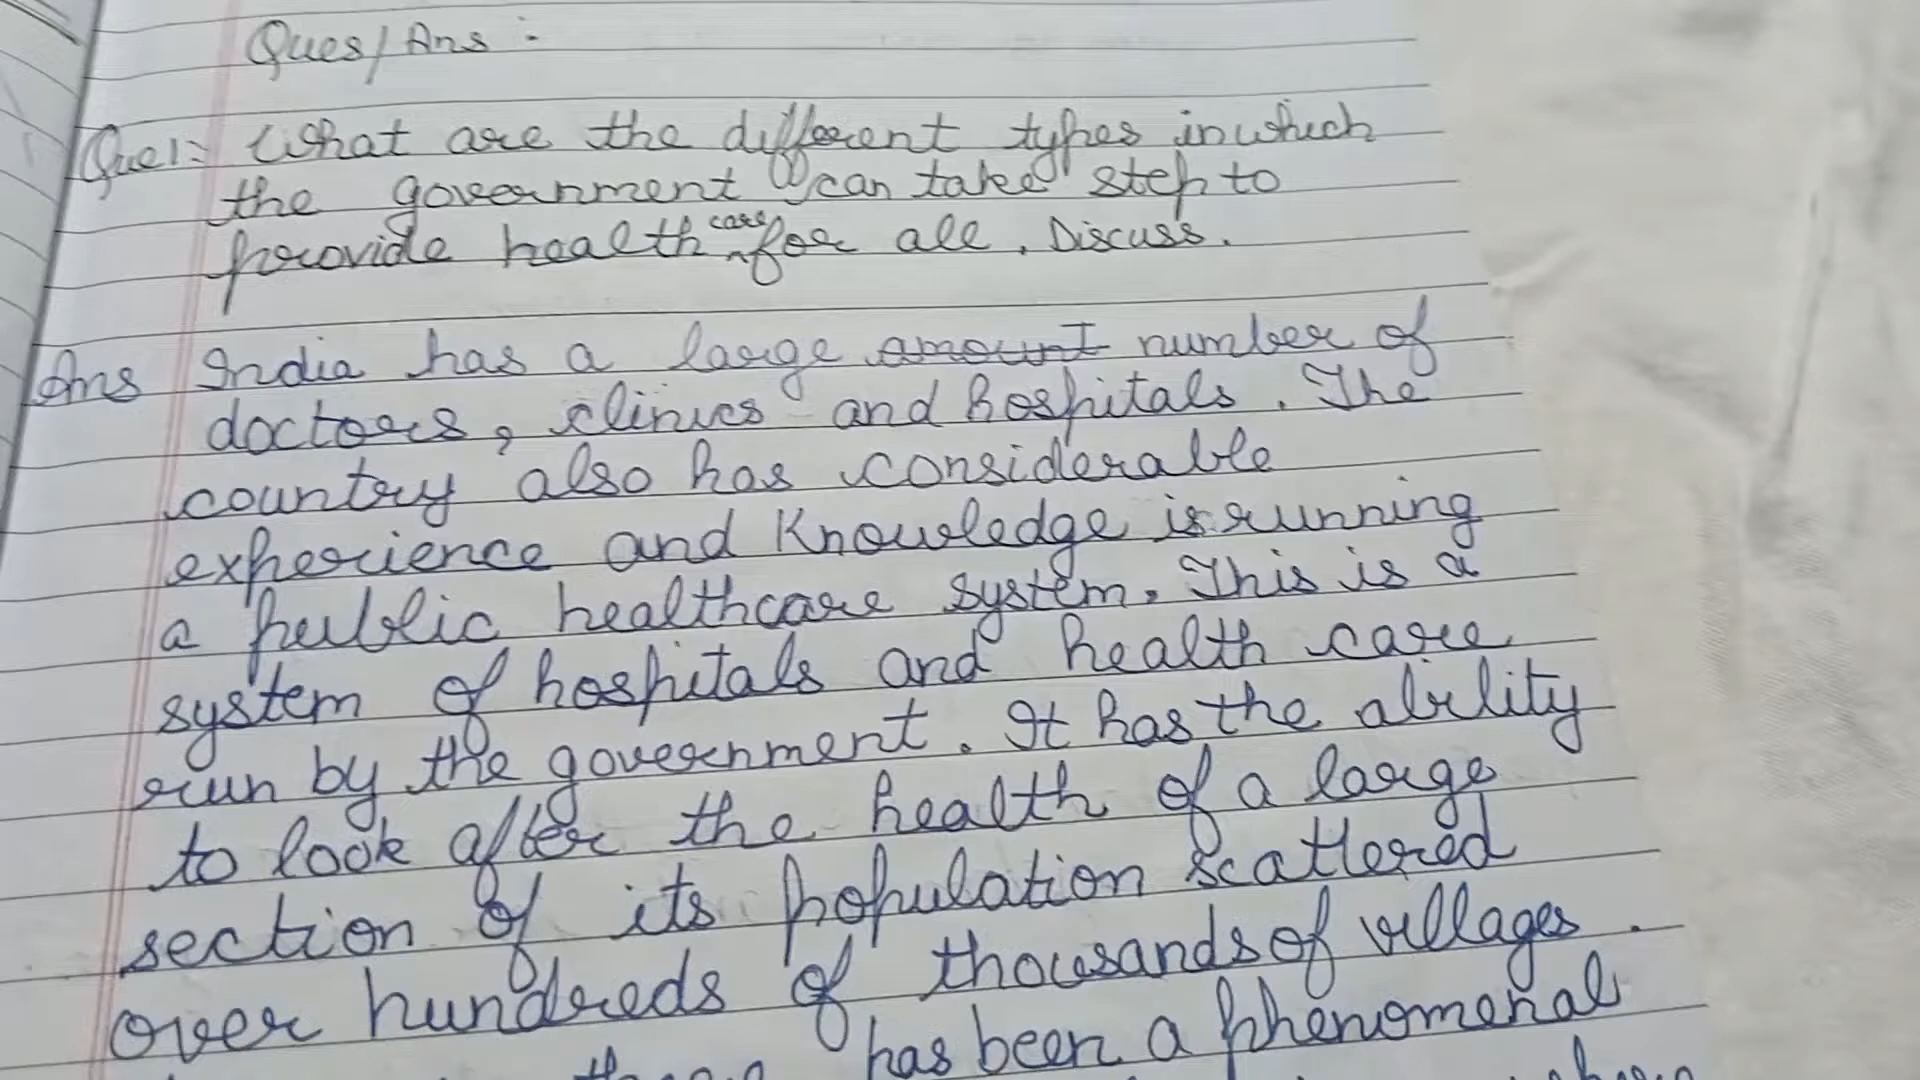 Ques/Ans :-
Que1:- What are the different types in which
the government can take step to
provide health care for all. Discuss.
Ans India has a large amount number of
doctors, clinics and hospitals. The
country also has considerable
experience and Knowledge is running
a public healthcare system. This is a
system of hospitals and health care
run by the government. It has the ability
to look after the health of a large
section of its population scattered
over hundreds of thousands of villages.
has been a phenomenal